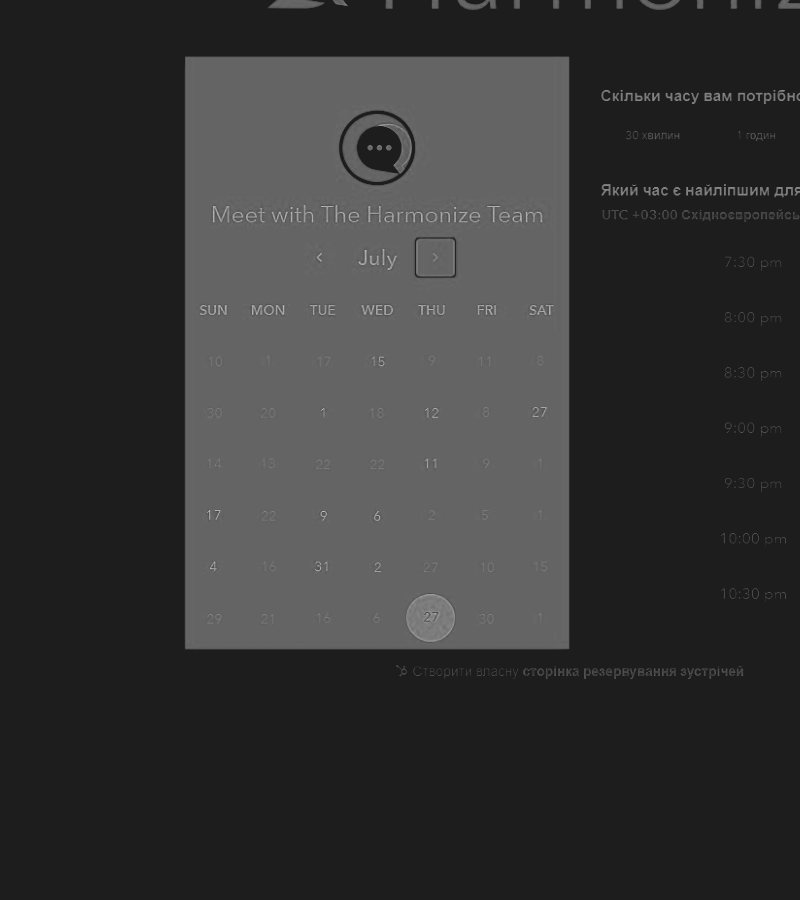 Meet with The Harmonize Team
July
SUN MON TUE WED THU FRI SAT
10 1 17 15 9 11 8
30 20 1 18 12 8 27
14 13 22 22 11 9 1
17 22 9 6 2 5 1
4 16 31 2 27 10 15
29 21 16 6 27 30 1
Скільки часу вам потрібно
30 хвилин 1 годин
Який час є найліпшим для
UTC +03:00
7:30 pm
8:00 pm
8:30 pm
9:00 pm
9:30 pm
10:00 pm
10:30 pm
Створити власну сторінка резервування зустрічей